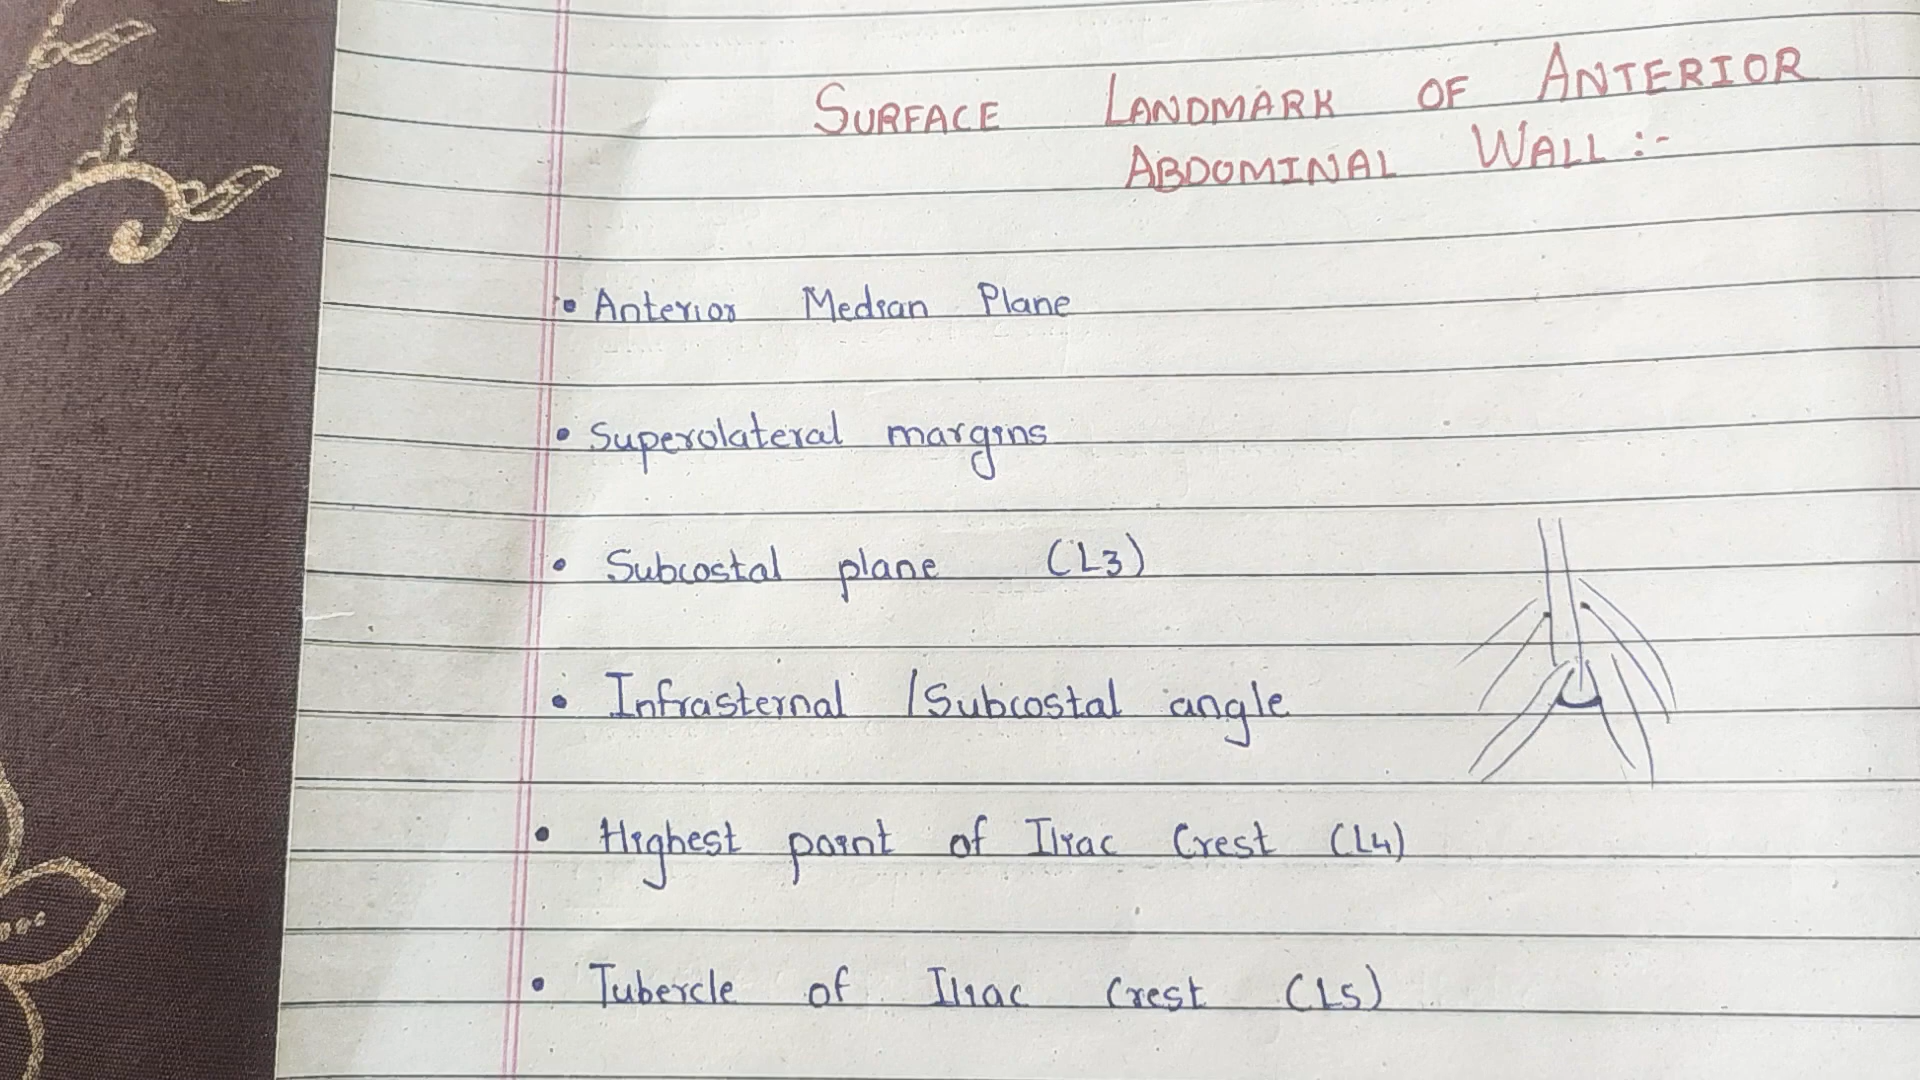 SURFACE LANDMARK OF ANTERIOR
ABDOMINAL WALL :-
• Anterior Median Plane
• Superolateral margins
• Subcostal plane (L3)
• Infrasternal / Subcostal angle
• Highest point of Iliac Crest (L4)
• Tubercle of Iliac Crest (L5)